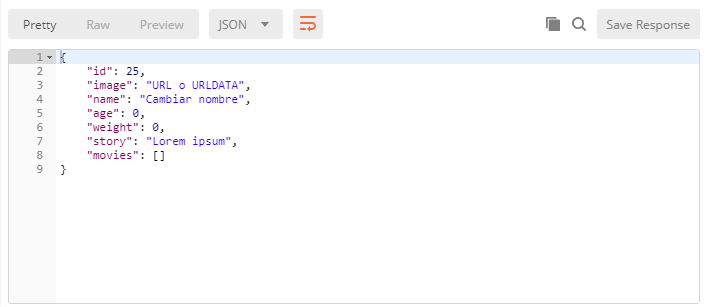 Pretty Raw Preview JSON Save Response
1 {
2 "id": 25,
3 "image": "URL o URLDATA",
4 "name": "Cambiar nombre",
5 "age": 0,
6 "weight": 0,
7 "story": "Lorem ipsum",
8 "movies": []
9 }